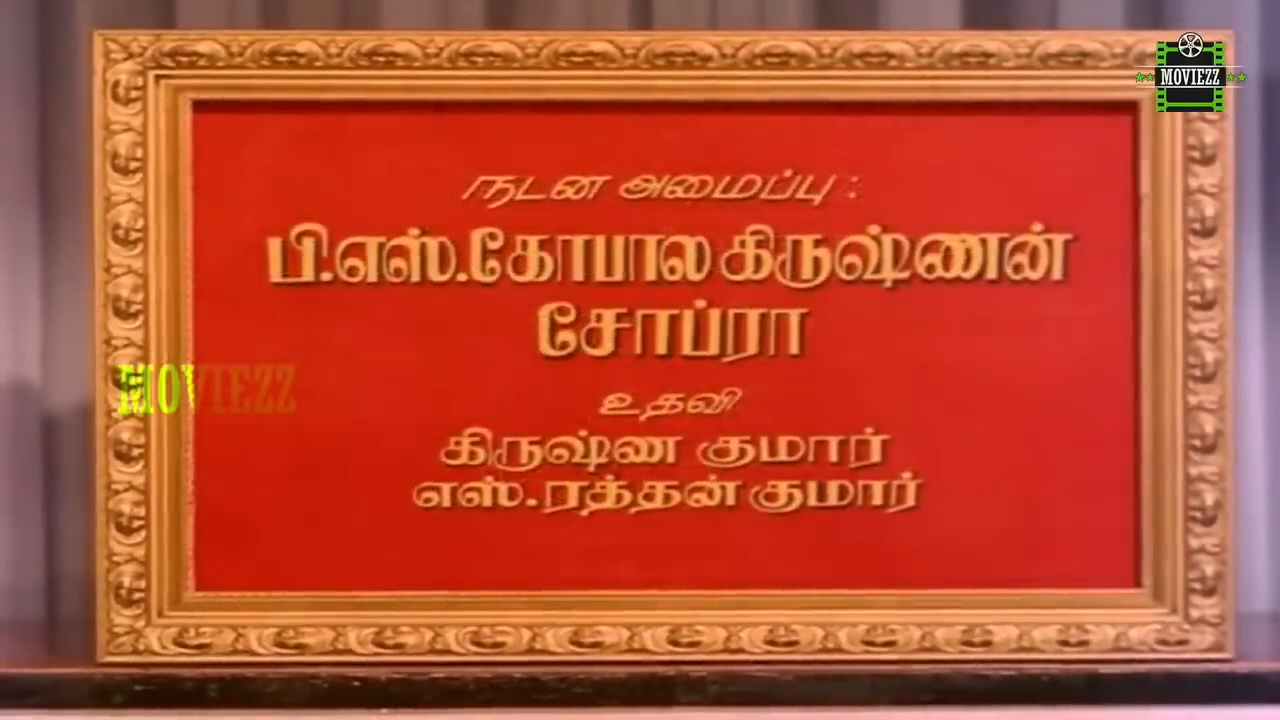 MOVIEZZ
நடன அமைப்பு :
பி.எஸ்.கோபாலகிருஷ்ணன்
சோப்ரா
MOVIEZZ
உதவி
கிருஷ்ண குமார்
எஸ்.ரத்தன் குமார்